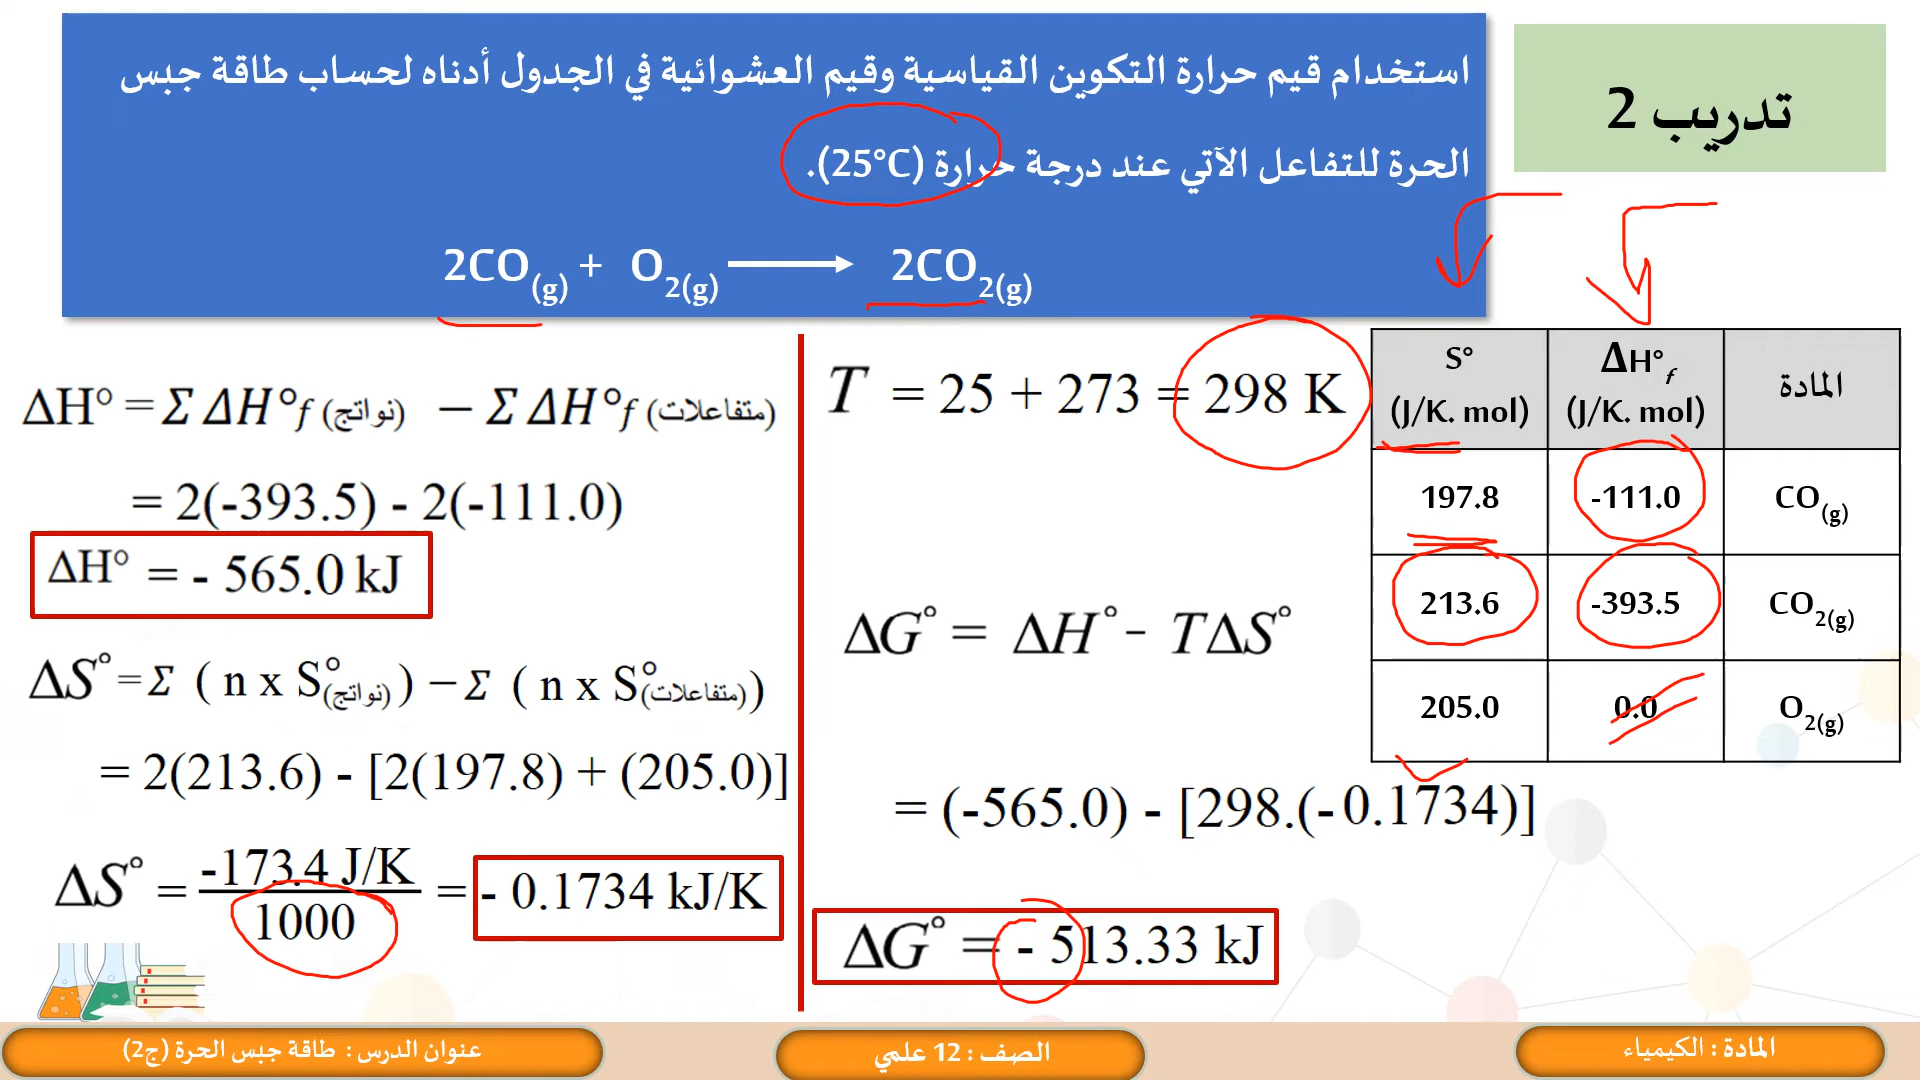 تدريب 2
استخدام قيم حرارة التكوين القياسية وقيم العشوائية في الجدول أدناه لحساب طاقة جبس
الحرة للتفاعل الآتي عند درجة حرارة (25°C).
2CO(g) + O2(g) ⟶ 2CO2(g)
المادة ΔH°f (J/K. mol) S° (J/K. mol)
CO(g) -111.0 197.8
CO2(g) -393.5 213.6
O2(g) 0.0 205.0
ΔH° = Σ ΔH°f (نواتج) − Σ ΔH°f (متفاعلات)
= 2(-393.5) - 2(-111.0)
ΔH° = - 565.0 kJ
ΔS° = Σ ( n x S°(نواتج) ) − Σ ( n x S°(متفاعلات) )
= 2(213.6) - [2(197.8) + (205.0)]
ΔS° = -173.4 J/K / 1000 = - 0.1734 kJ/K
T = 25 + 273 = 298 K
ΔG° = ΔH° - TΔS°
= (-565.0) - [298.(- 0.1734)]
ΔG° = - 513.33 kJ
المادة : الكيمياء
الصف : 12 علمي
عنوان الدرس : طاقة جبس الحرة (ج2)